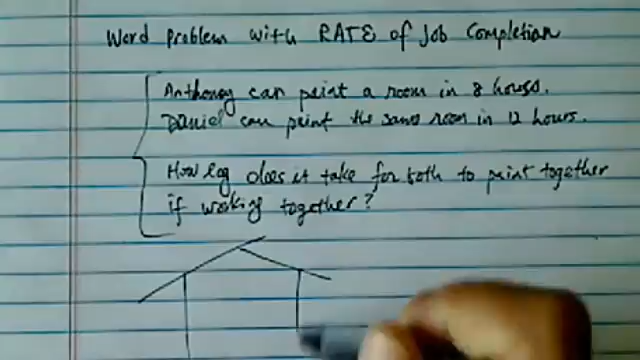 Word Problem with RATE of Job Completion
Anthony can paint a room in 8 hours.
Daniel can paint the same room in 12 hours.
How log does it take for both to paint together
if working together?